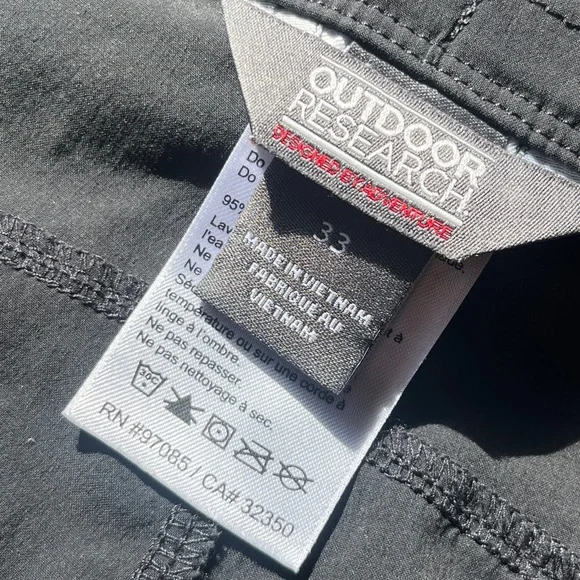 OUTDOOR
RESEARCH
DESIGNED BY ADVENTURE
33
MADE IN VIETNAM
FABRIQUÉ AU
VIETNAM
Do
Do
95%
Lav
l'ea
Ne
Ne
Sé
température ou sur une corde à
linge à l'ombre.
Ne pas repasser.
Ne pas nettoyage à sec.
30C
RN #97085 / CA# 32350